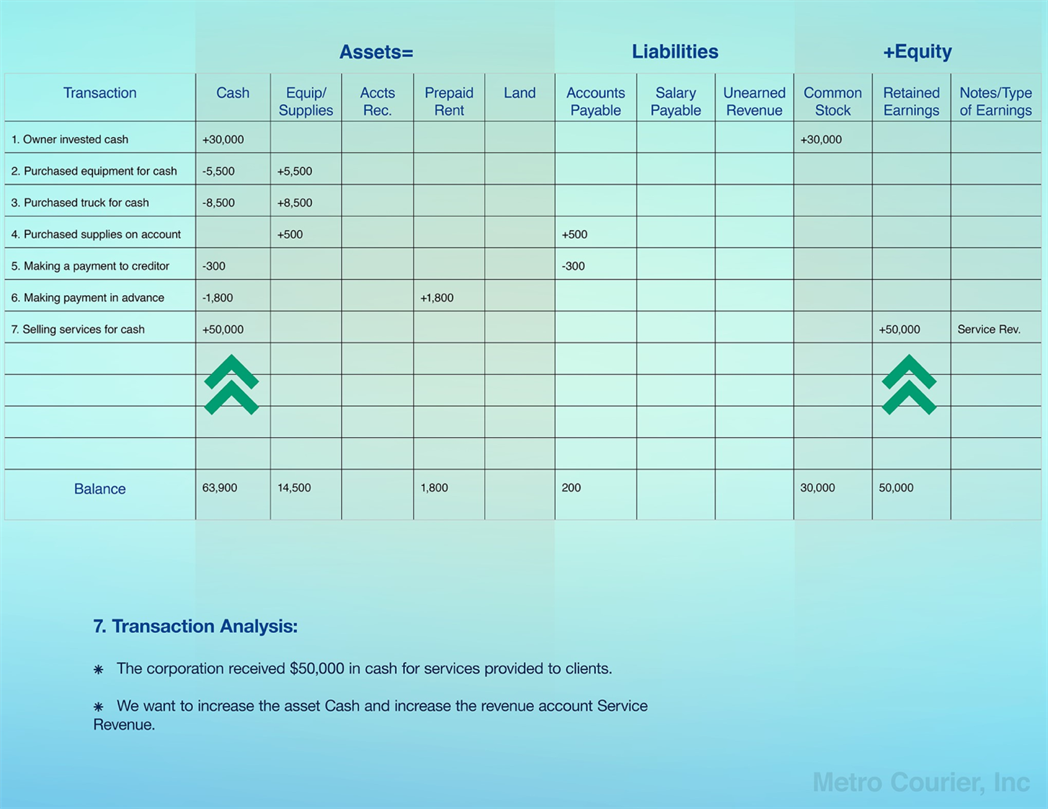 Assets= Liabilities +Equity
Transaction Cash Equip/ Supplies Accts Rec. Prepaid Rent Land Accounts Payable Salary Payable Unearned Revenue Common Stock Retained Earnings Notes/Type of Earnings
1. Owner invested cash +30,000 +30,000
2. Purchased equipment for cash -5,500 +5,500
3. Purchased truck for cash -8,500 +8,500
4. Purchased supplies on account +500 +500
5. Making a payment to creditor -300 -300
6. Making payment in advance -1,800 +1,800
7. Selling services for cash +50,000 +50,000 Service Rev.
Balance 63,900 14,500 1,800 200 30,000 50,000
7. Transaction Analysis:
✷ The corporation received $50,000 in cash for services provided to clients.
✷ We want to increase the asset Cash and increase the revenue account Service
Revenue.
Metro Courier, Inc